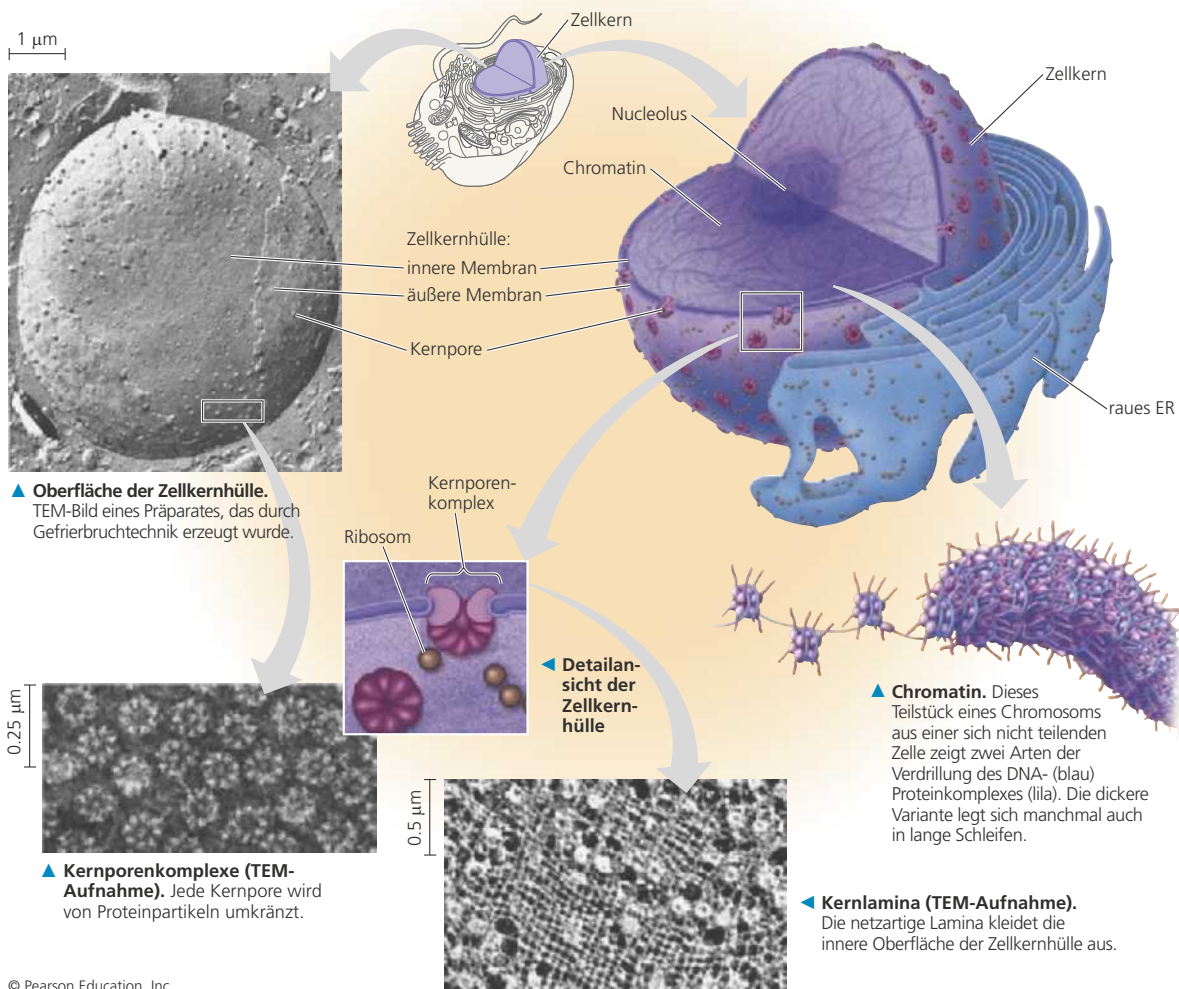 1 µm
Zellkern
Zellkern
Nucleolus
Chromatin
Zellkernhülle:
innere Membran
äußere Membran
Kernpore
raues ER
▲ Oberfläche der Zellkernhülle.
TEM-Bild eines Präparates, das durch
Gefrierbruchtechnik erzeugt wurde.
Kernporen-
komplex
Ribosom
◄ Detailan-
sicht der
Zellkern-
hülle
▲ Chromatin. Dieses
Teilstück eines Chromosoms
aus einer sich nicht teilenden
Zelle zeigt zwei Arten der
Verdrillung des DNA- (blau)
Proteinkomplexes (lila). Die dickere
Variante legt sich manchmal auch
in lange Schleifen.
0.25 µm
▲ Kernporenkomplexe (TEM-
Aufnahme). Jede Kernpore wird
von Proteinpartikeln umkränzt.
0.5 µm
◄ Kernlamina (TEM-Aufnahme).
Die netzartige Lamina kleidet die
innere Oberfläche der Zellkernhülle aus.
© Pearson Education, Inc